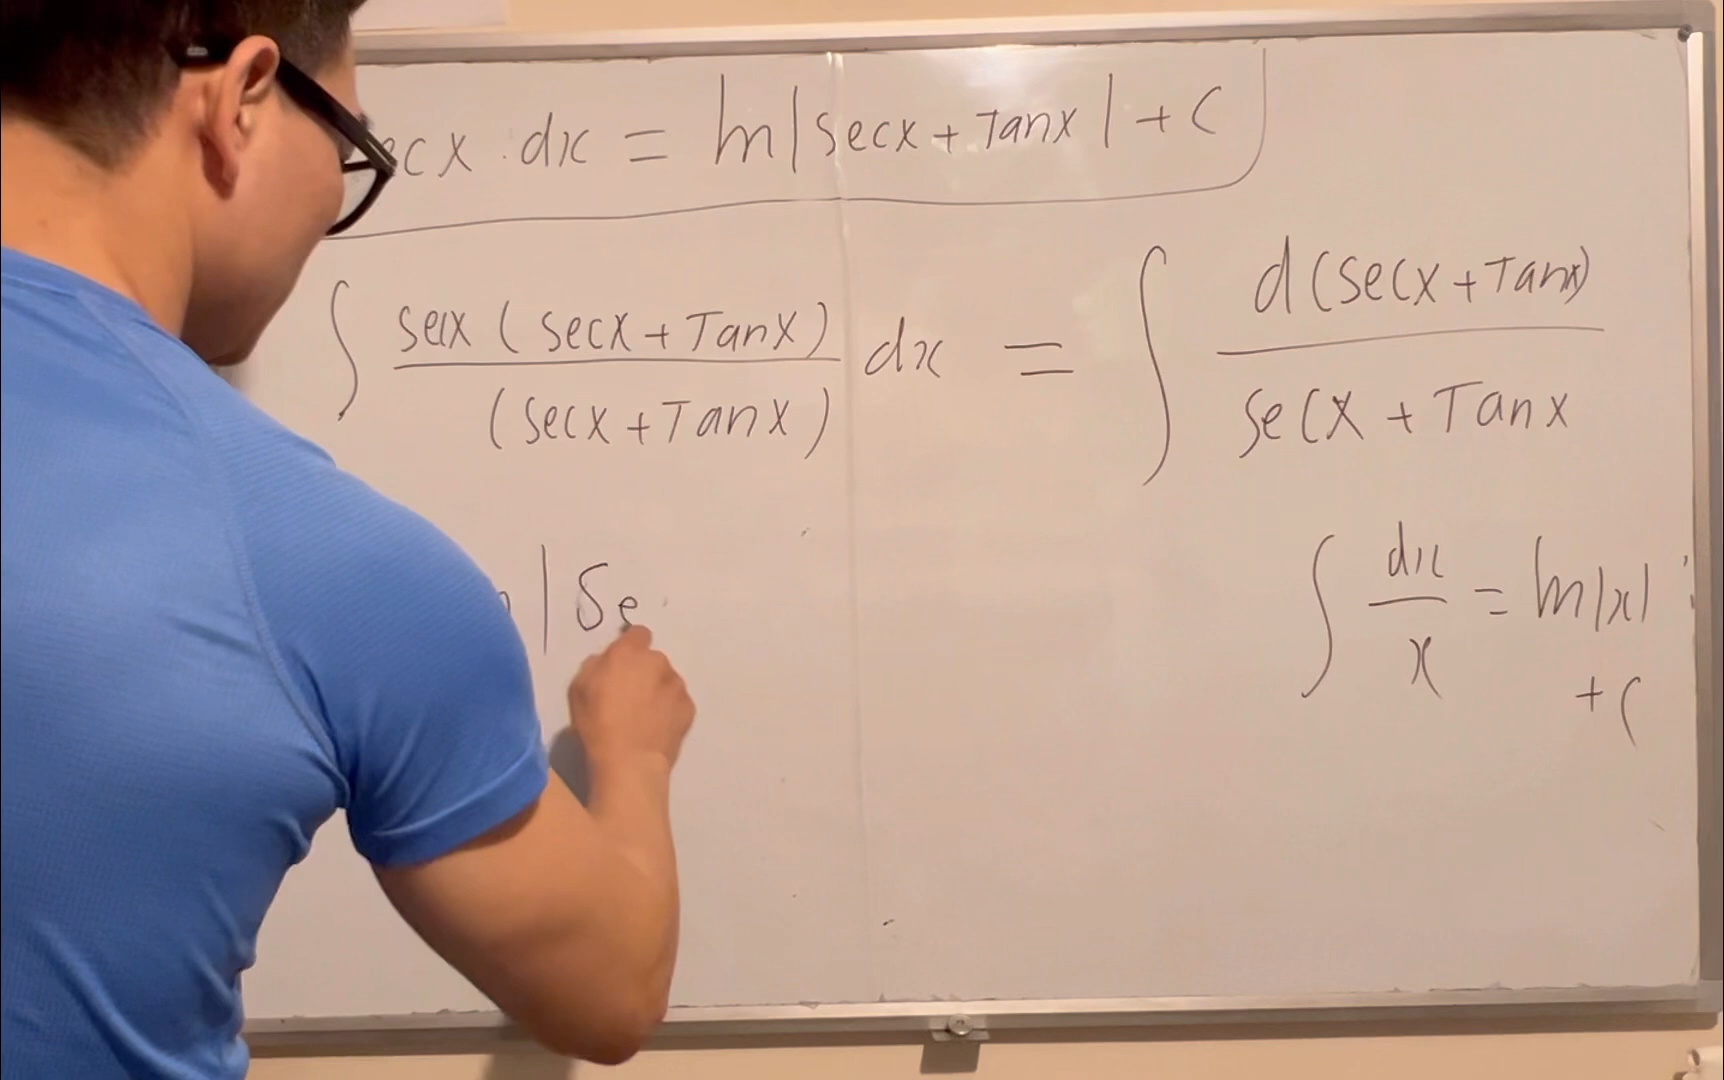 ecx · dx = ln|secx + Tanx| + C
∫ secx (secx + Tanx) / (secx + Tanx) dx = ∫ d(secx + Tanx) / secx + Tanx
| Se
∫ dx / x = ln|x|
+ C